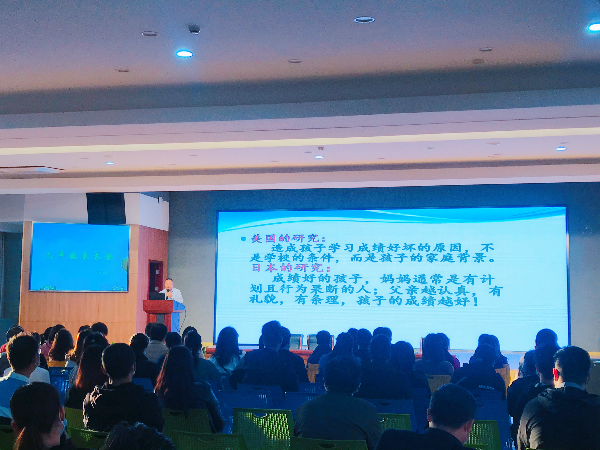 美国的研究：
造成孩子学习成绩好坏的原因，不
是学校的条件，而是孩子的家庭背景。
日本的研究：
成绩好的孩子，妈妈通常是有计
划且行为果断的人；父亲越认真，有
礼貌，有条理，孩子的成绩越好！